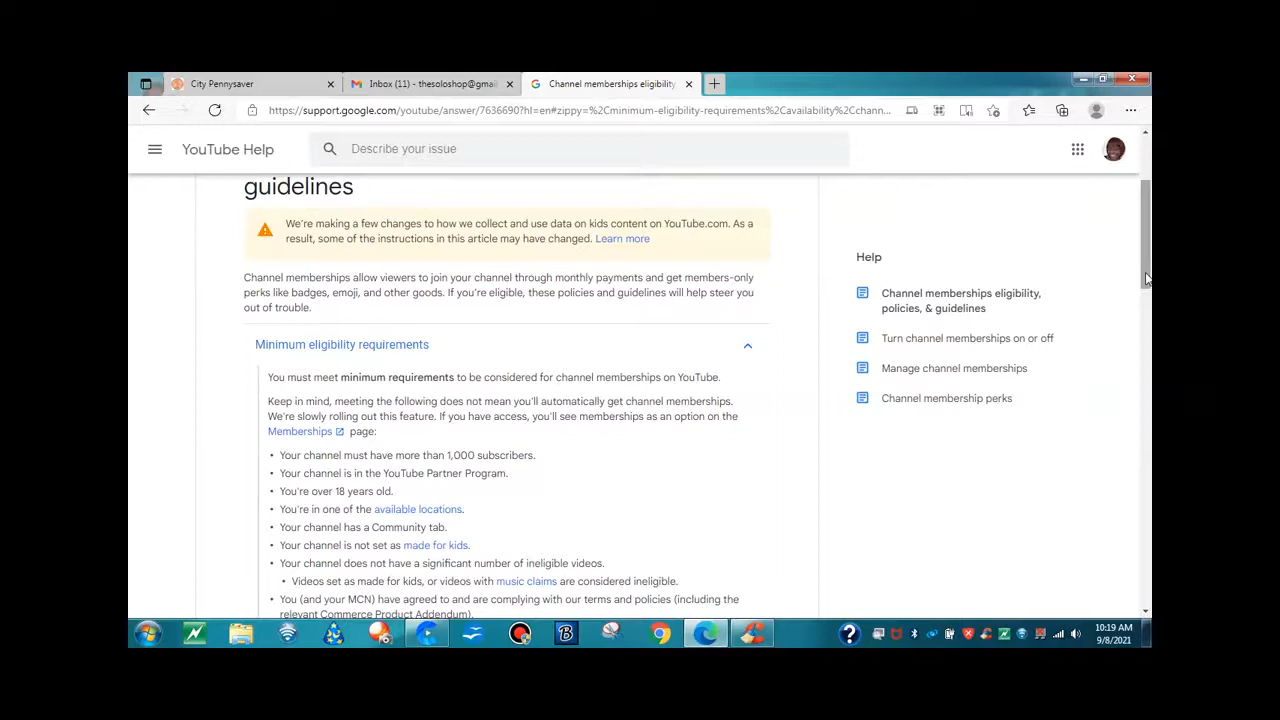 City Pennysaver
Inbox (11) - thesoloshop@gmai
Channel memberships eligibility
https://support.google.com/youtube/answer/7636690?hl=en#zippy=%2Cminimum-eligibility-requirements%2Cavailability%2Cchann...
YouTube Help
Describe your issue
guidelines
We're making a few changes to how we collect and use data on kids content on YouTube.com. As a
result, some of the instructions in this article may have changed. Learn more
Channel memberships allow viewers to join your channel through monthly payments and get members-only
perks like badges, emoji, and other goods. If you're eligible, these policies and guidelines will help steer you
out of trouble.
Minimum eligibility requirements
You must meet minimum requirements to be considered for channel memberships on YouTube.
Keep in mind, meeting the following does not mean you'll automatically get channel memberships.
We're slowly rolling out this feature. If you have access, you'll see memberships as an option on the
Memberships page:
• Your channel must have more than 1,000 subscribers.
• Your channel is in the YouTube Partner Program.
• You're over 18 years old.
• You're in one of the available locations.
• Your channel has a Community tab.
• Your channel is not set as made for kids.
• Your channel does not have a significant number of ineligible videos.
• Videos set as made for kids, or videos with music claims are considered ineligible.
• You (and your MCN) have agreed to and are complying with our terms and policies (including the
relevant Commerce Product Addendum).
Help
Channel memberships eligibility,
policies, & guidelines
Turn channel memberships on or off
Manage channel memberships
Channel membership perks
10:19 AM
9/8/2021